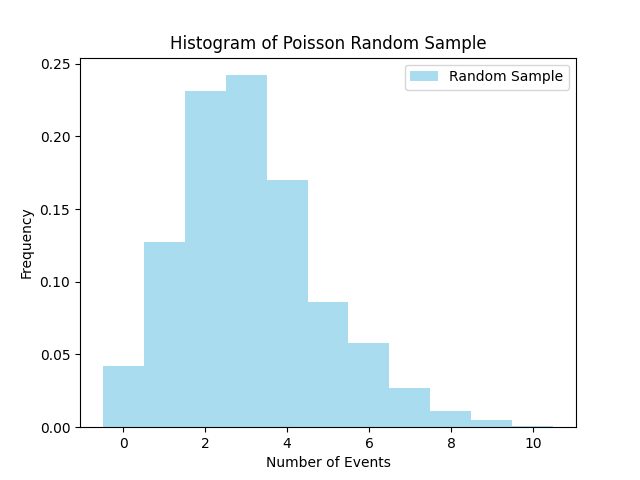 Histogram of Poisson Random Sample
Random Sample
Frequency
0.25
0.20
0.15
0.10
0.05
0.00
0 2 4 6 8 10
Number of Events